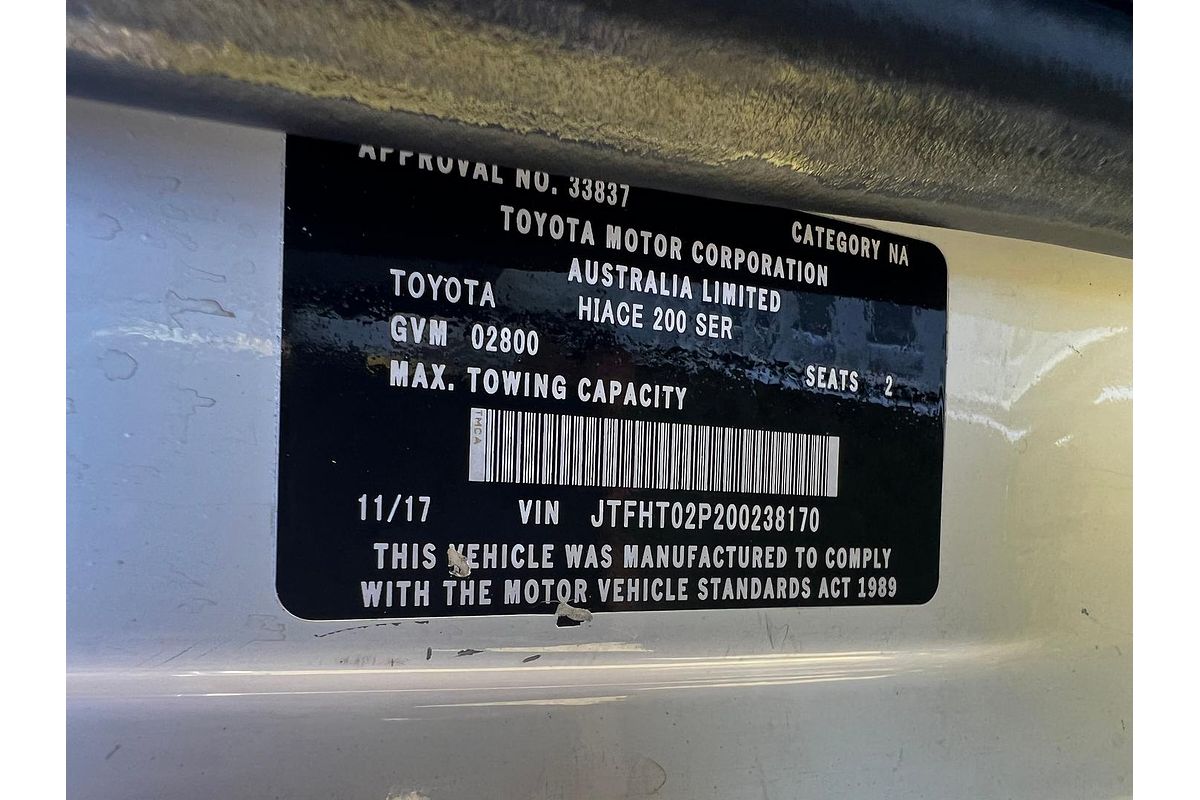 APPROVAL NO. 33837
CATEGORY NA
TOYOTA MOTOR CORPORATION
AUSTRALIA LIMITED
TOYOTA HIACE 200 SER
GVM 02800
SEATS 2
MAX. TOWING CAPACITY
TMCA
11/17 VIN JTFHT02P200238170
THIS VEHICLE WAS MANUFACTURED TO COMPLY
WITH THE MOTOR VEHICLE STANDARDS ACT 1989